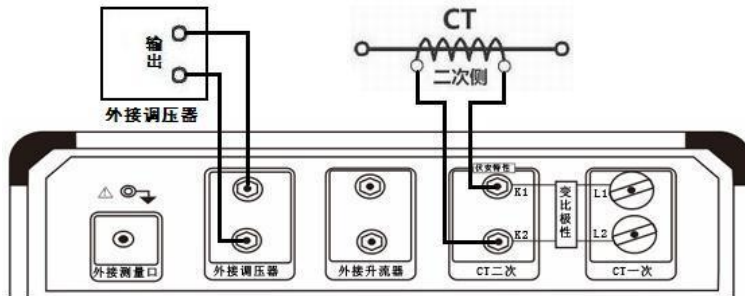 输出
外接调压器
CT
二次侧
伏安特性
K1
K2
变比极性
L1
L2
外接测量口
外接调压器
外接升流器
CT二次
CT一次